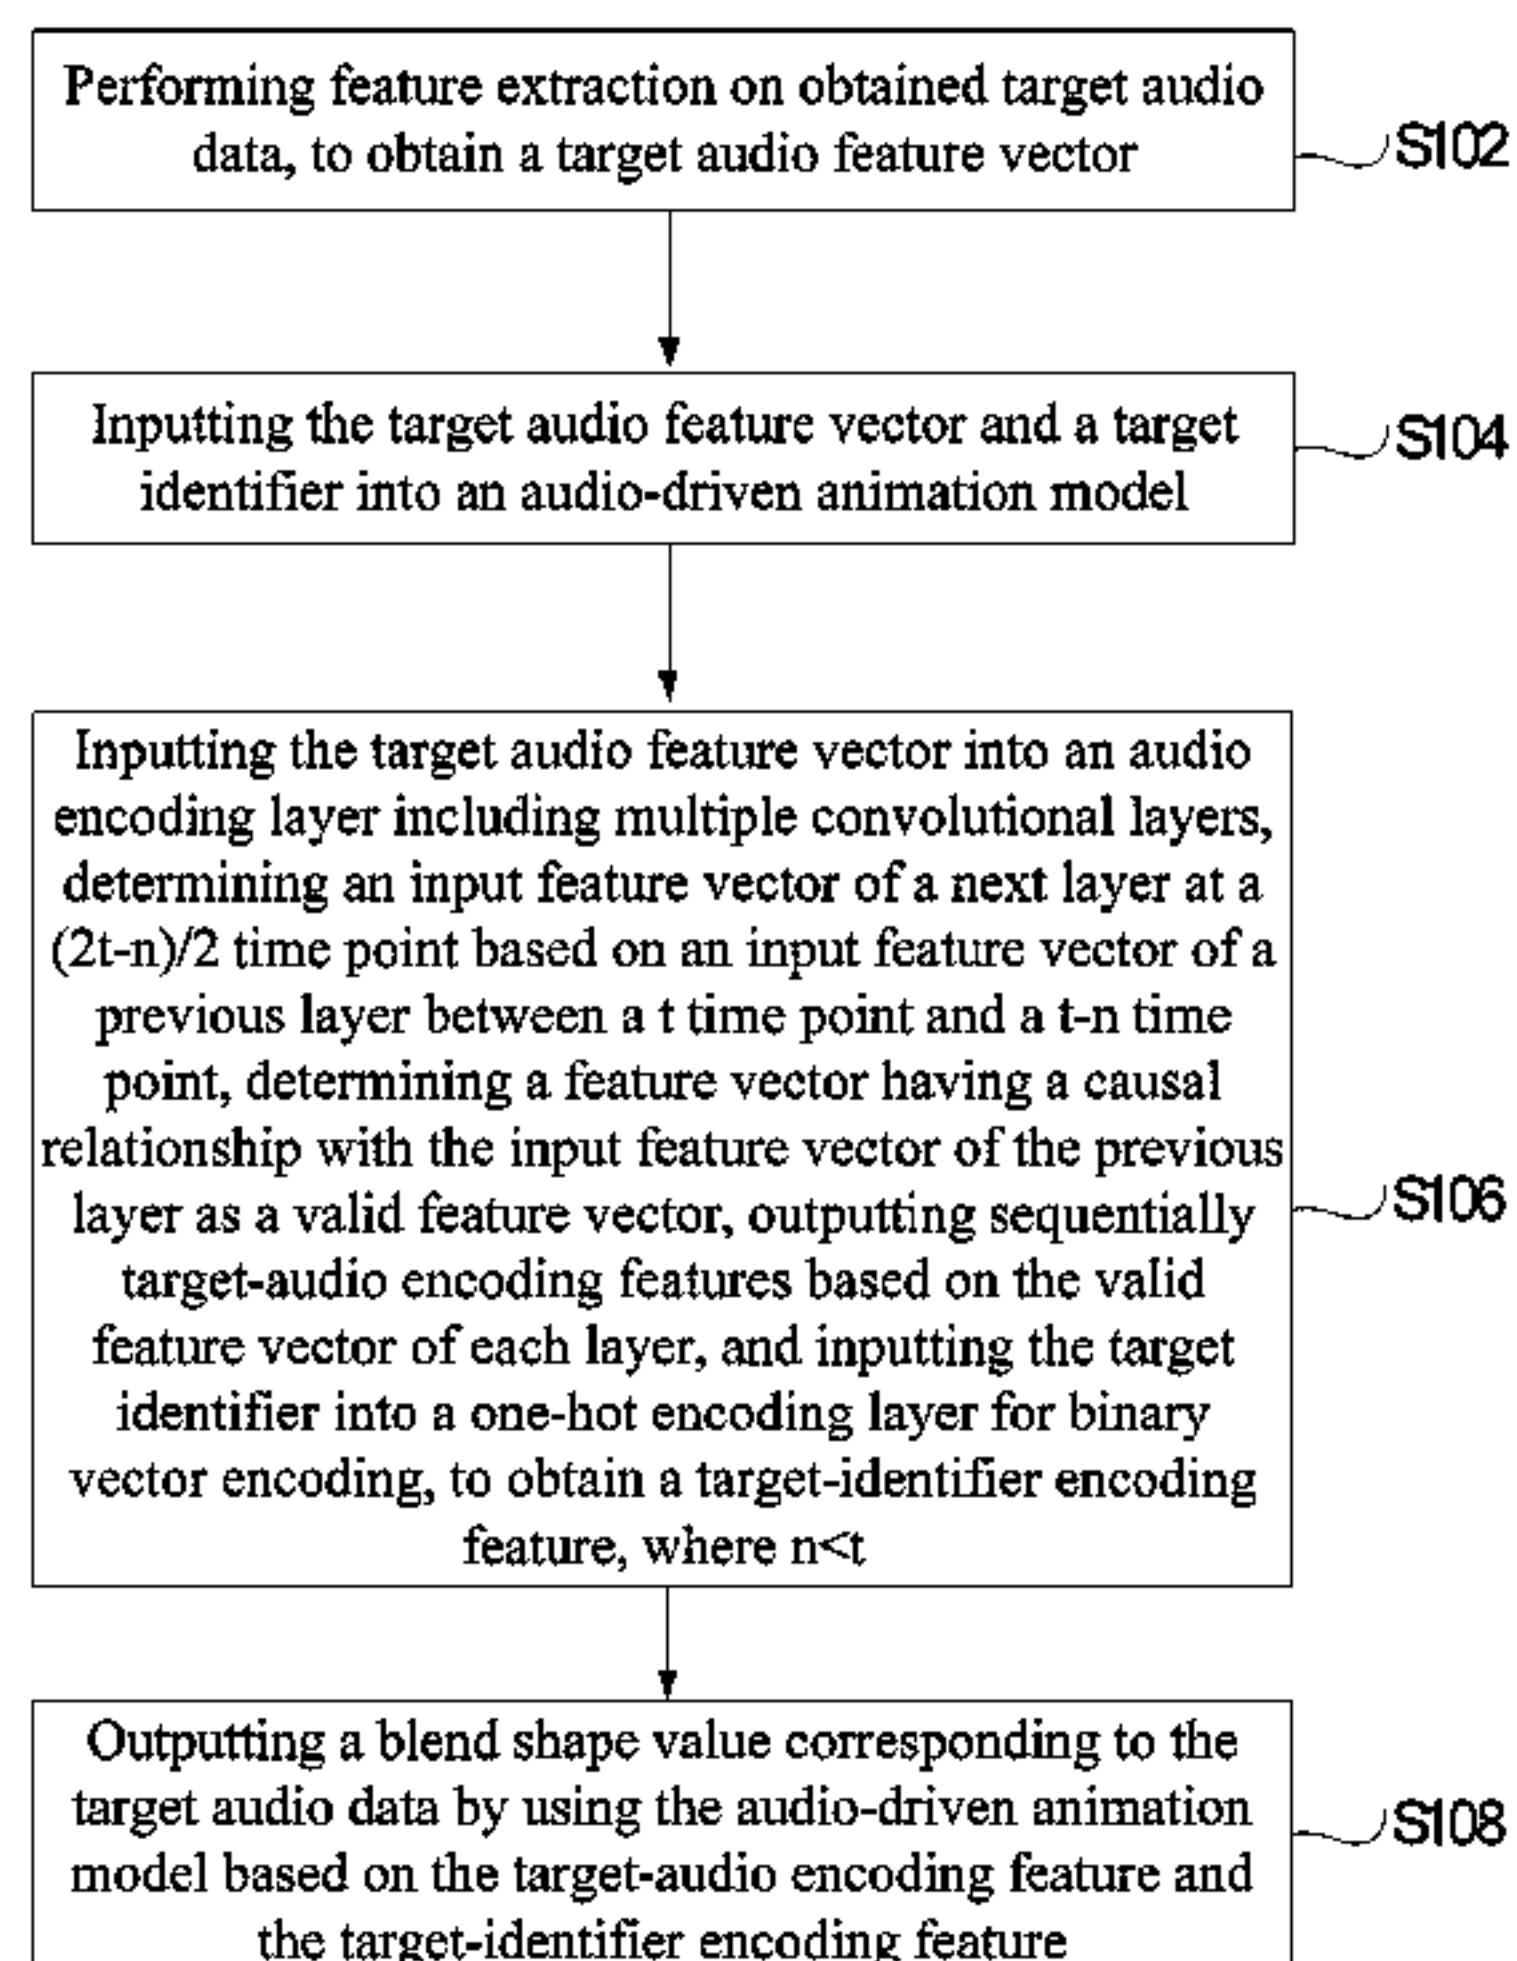 Performing feature extraction on obtained target audio
data, to obtain a target audio feature vector
S102
Inputting the target audio feature vector and a target
identifier into an audio-driven animation model
S104
Inputting the target audio feature vector into an audio
encoding layer including multiple convolutional layers,
determining an input feature vector of a next layer at a
(2t-n)/2 time point based on an input feature vector of a
previous layer between a t time point and a t-n time
point, determining a feature vector having a causal
relationship with the input feature vector of the previous
layer as a valid feature vector, outputting sequentially
target-audio encoding features based on the valid
feature vector of each layer, and inputting the target
identifier into a one-hot encoding layer for binary
vector encoding, to obtain a target-identifier encoding
feature, where n<t
S106
Outputting a blend shape value corresponding to the
target audio data by using the audio-driven animation
model based on the target-audio encoding feature and
the target-identifier encoding feature
S108